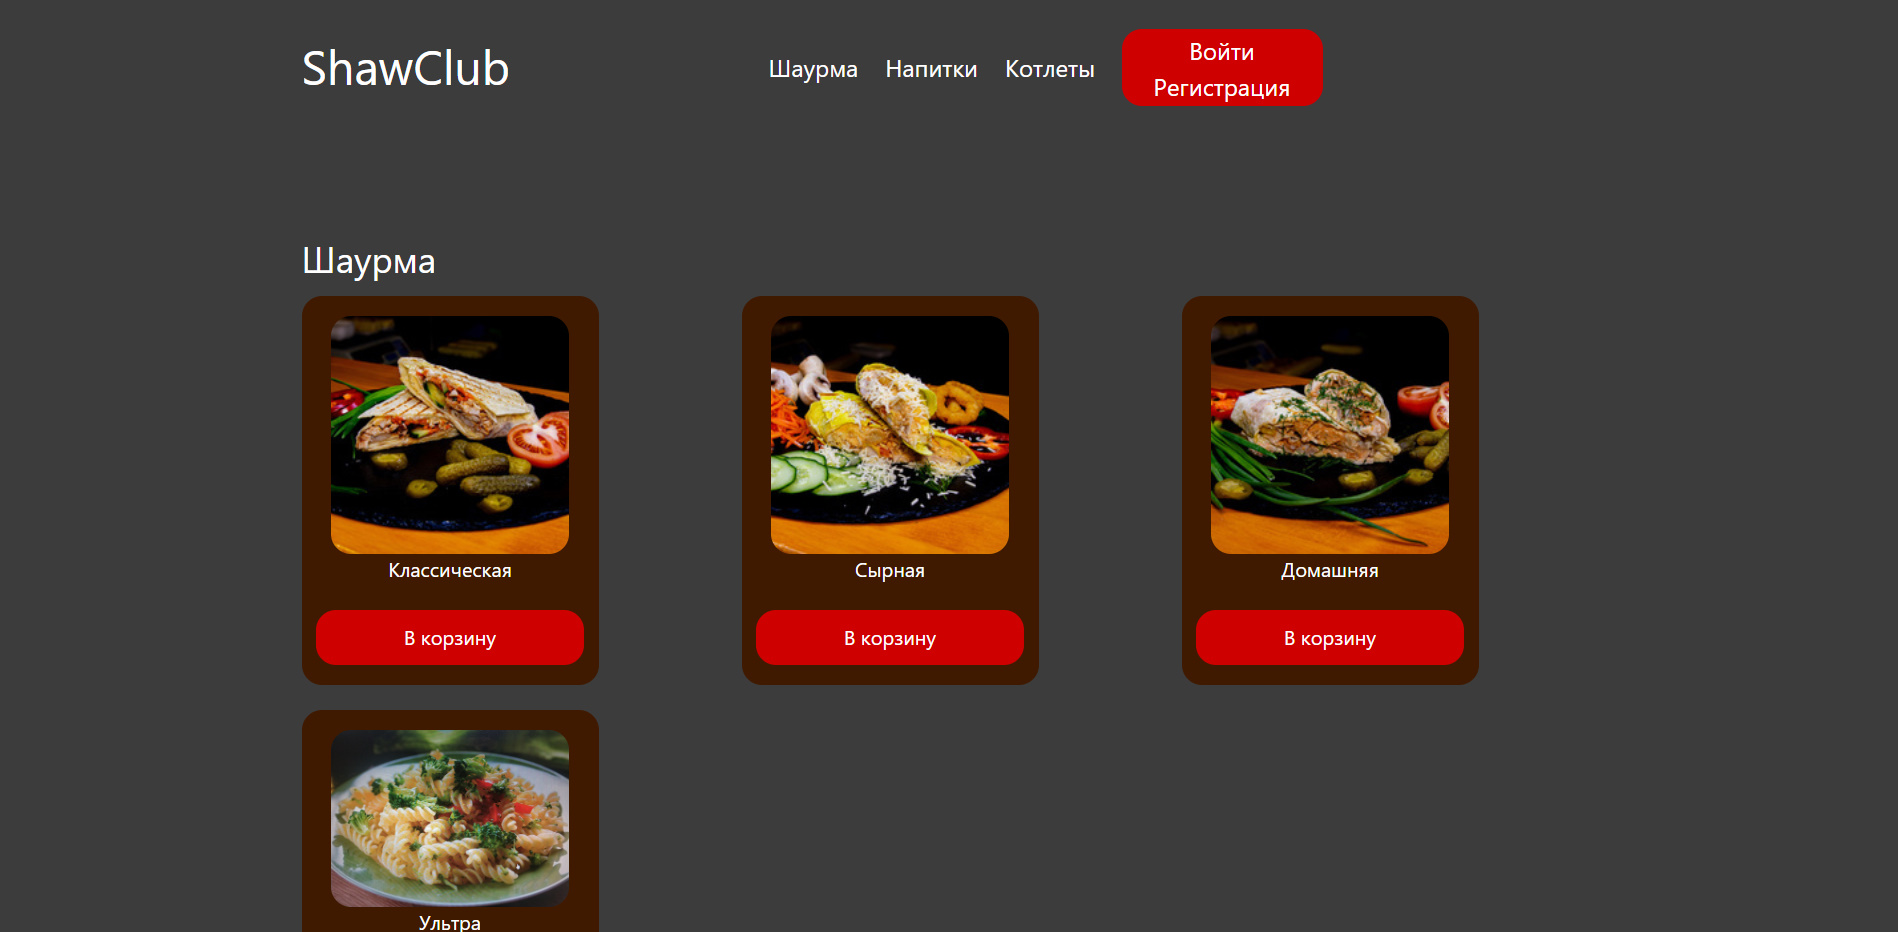 ShawClub
Шаурма Напитки Котлеты
Войти
Регистрация
Шаурма
Классическая
Сырная
Домашняя
В корзину
В корзину
В корзину
Ультра